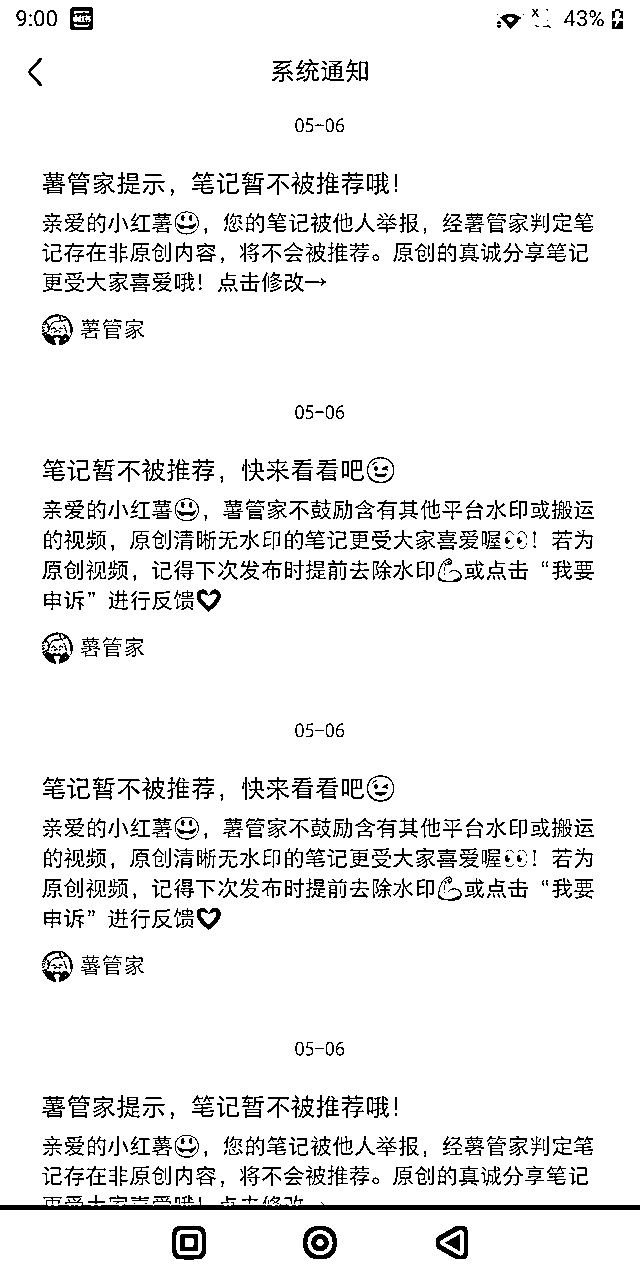 9:00
43%
系统通知
05-06
薯管家提示，笔记暂不被推荐哦！
亲爱的小红薯😃，您的笔记被他人举报，经薯管家判定笔
记存在非原创内容，将不会被推荐。原创的真诚分享笔记
更受大家喜爱哦！点击修改→
薯管家
05-06
笔记暂不被推荐，快来看看吧😉
亲爱的小红薯😃，薯管家不鼓励含有其他平台水印或搬运
的视频，原创清晰无水印的笔记更受大家喜爱喔👀！若为
原创视频，记得下次发布时提前去除水印💪或点击“我要
申诉”进行反馈❤
薯管家
05-06
笔记暂不被推荐，快来看看吧😉
亲爱的小红薯😃，薯管家不鼓励含有其他平台水印或搬运
的视频，原创清晰无水印的笔记更受大家喜爱喔👀！若为
原创视频，记得下次发布时提前去除水印💪或点击“我要
申诉”进行反馈❤
薯管家
05-06
薯管家提示，笔记暂不被推荐哦！
亲爱的小红薯😃，您的笔记被他人举报，经薯管家判定笔
记存在非原创内容，将不会被推荐。原创的真诚分享笔记
更受大家喜爱哦！点击修改→